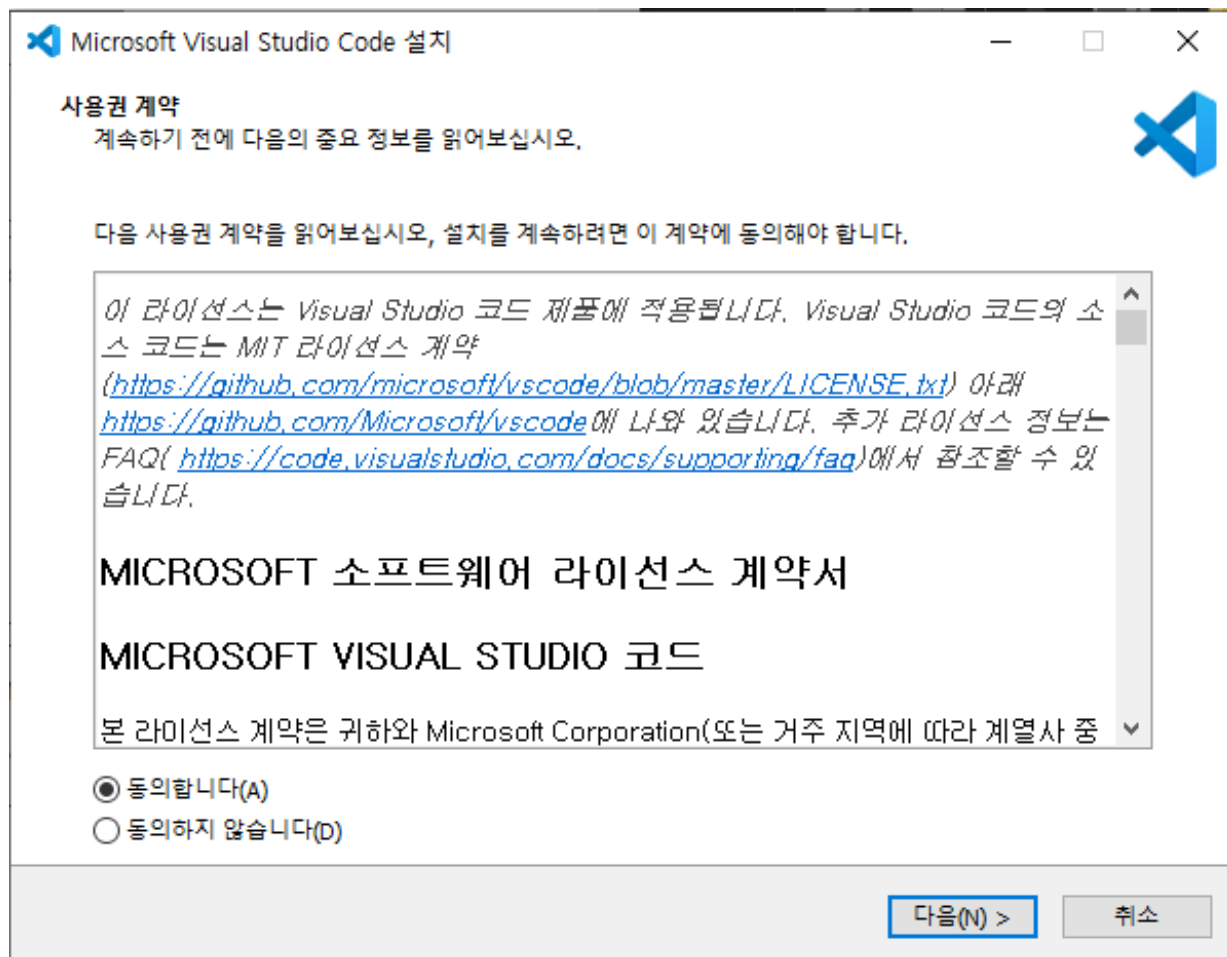 Microsoft Visual Studio Code 설치
사용권 계약
계속하기 전에 다음의 중요 정보를 읽어보십시오.
다음 사용권 계약을 읽어보십시오, 설치를 계속하려면 이 계약에 동의해야 합니다.
이 라이선스는 Visual Studio 코드 제품에 적용됩니다. Visual Studio 코드의 소
스 코드는 MIT 라이선스 계약
(https://github.com/microsoft/vscode/blob/master/LICENSE.txt) 아래
https://github.com/Microsoft/vscode에 나와 있습니다. 추가 라이선스 정보는
FAQ( https://code.visualstudio.com/docs/supporting/faq)에서 참조할 수 있
습니다.
MICROSOFT 소프트웨어 라이선스 계약서
MICROSOFT VISUAL STUDIO 코드
본 라이선스 계약은 귀하와 Microsoft Corporation(또는 거주 지역에 따라 계열사 중
동의합니다(A)
동의하지 않습니다(D)
다음(N) >
취소